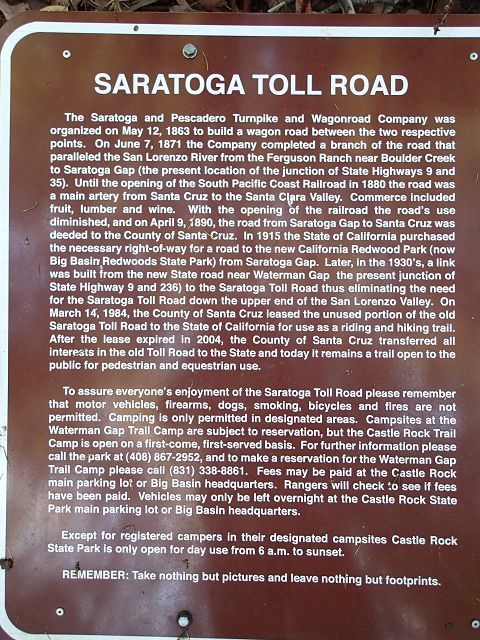 SARATOGA TOLL ROAD
The Saratoga and Pescadero Turnpike and Wagonroad Company was
organized on May 12, 1863 to build a wagon road between the two respective
points. On June 7, 1871 the Company completed a branch of the road that
paralleled the San Lorenzo River from the Ferguson Ranch near Boulder Creek
to Saratoga Gap (the present location of the junction of State Highways 9 and
35). Until the opening of the South Pacific Coast Railroad in 1880 the road was
a main artery from Santa Cruz to the Santa Clara Valley. Commerce included
fruit, lumber and wine. With the opening of the railroad the road's use
diminished, and on April 9, 1890, the road from Saratoga Gap to Santa Cruz was
deeded to the County of Santa Cruz. In 1915 the State of California purchased
the necessary right-of-way for a road to the new California Redwood Park (now
Big Basin Redwoods State Park) from Saratoga Gap. Later, in the 1930's, a link
was built from the new State road near Waterman Gap the present junction of
State Highway 9 and 236) to the Saratoga Toll Road thus eliminating the need
for the Saratoga Toll Road down the upper end of the San Lorenzo Valley. On
March 14, 1984, the County of Santa Cruz leased the unused portion of the old
Saratoga Toll Road to the State of California for use as a riding and hiking trail.
After the lease expired in 2004, the County of Santa Cruz transferred all
interests in the old Toll Road to the State and today it remains a trail open to the
public for pedestrian and equestrian use.
To assure everyone's enjoyment of the Saratoga Toll Road please remember
that motor vehicles, firearms, dogs, smoking, bicycles and fires are not
permitted. Camping is only permitted in designated areas. Campsites at the
Waterman Gap Trail Camp are subject to reservation, but the Castle Rock Trail
Camp is open on a first-come, first-served basis. For further information please
call the park at (408) 867-2952, and to make a reservation for the Waterman Gap
Trail Camp please call (831) 338-8861. Fees may be paid at the Castle Rock
main parking lot or Big Basin headquarters. Rangers will check to see if fees
have been paid. Vehicles may only be left overnight at the Castle Rock State
Park main parking lot or Big Basin headquarters.
Except for registered campers in their designated campsites Castle Rock
State Park is only open for day use from 6 a.m. to sunset.
REMEMBER: Take nothing but pictures and leave nothing but footprints.